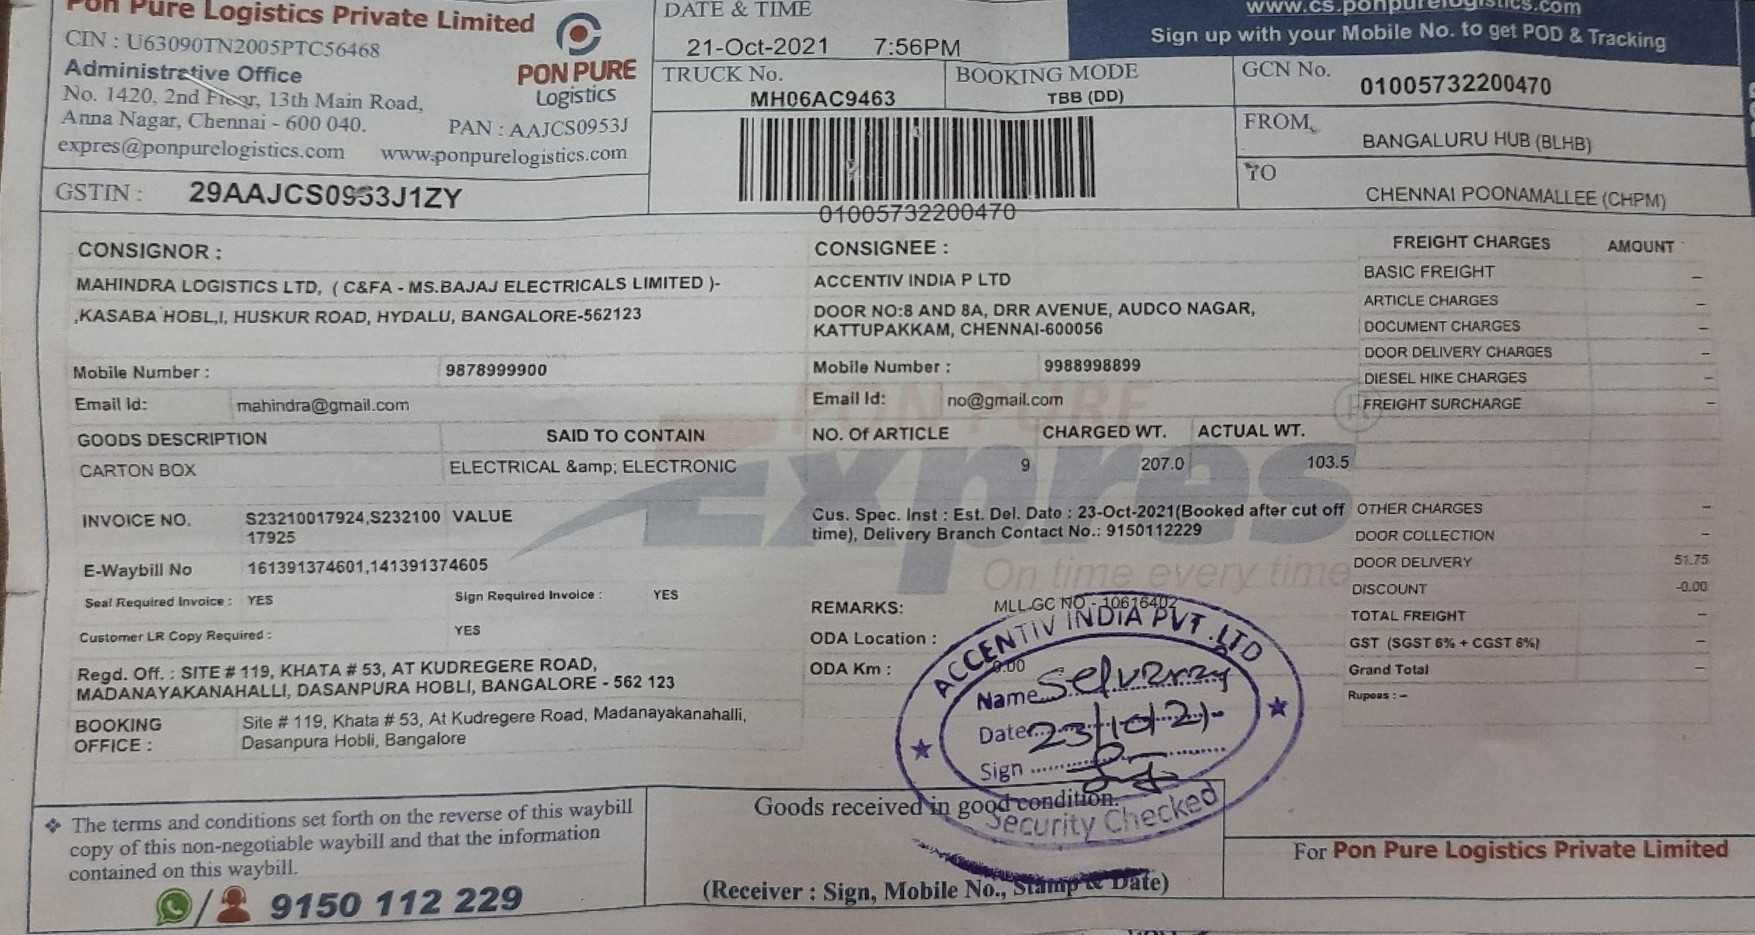 Pon Pure Logistics Private Limited
CIN : U63090TN2005PTC56468
Administrative Office
No. 1420, 2nd Floor, 13th Main Road,
Anna Nagar, Chennai - 600 040.
PAN : AAJCS0953J
expres@ponpurelogistics.com www.ponpurelogistics.com
PON PURE
Logistics
GSTIN : 29AAJCS0953J1ZY
DATE & TIME
21-Oct-2021 7:56PM
TRUCK No.
MH06AC9463
BOOKING MODE
TBB (DD)
01005732200470
www.cs.ponpurelogistics.com
Sign up with your Mobile No. to get POD & Tracking
GCN No. 01005732200470
FROM
BANGALURU HUB (BLHB)
TO
CHENNAI POONAMALLEE (CHPM)
CONSIGNOR :
MAHINDRA LOGISTICS LTD, ( C&FA - MS.BAJAJ ELECTRICALS LIMITED )-
,KASABA HOBL,I, HUSKUR ROAD, HYDALU, BANGALORE-562123
Mobile Number : 9878999900
Email Id: mahindra@gmail.com
CONSIGNEE :
ACCENTIV INDIA P LTD
DOOR NO:8 AND 8A, DRR AVENUE, AUDCO NAGAR,
KATTUPAKKAM, CHENNAI-600056
Mobile Number : 9988998899
Email Id: no@gmail.com
GOODS DESCRIPTION SAID TO CONTAIN NO. Of ARTICLE CHARGED WT. ACTUAL WT.
CARTON BOX ELECTRICAL &amp; ELECTRONIC 9 207.0 103.5
PON PURE
Expres
On time every time
INVOICE NO. S23210017924,S232100 VALUE
17925
E-Waybill No 161391374601,141391374605
Seal Required Invoice : YES Sign Required Invoice : YES
Customer LR Copy Required : YES
Cus. Spec. Inst : Est. Del. Date : 23-Oct-2021(Booked after cut off
time), Delivery Branch Contact No.: 9150112229
REMARKS: MLL-GC NO - 10616402
ODA Location :
ODA Km : 0.00
Regd. Off. : SITE # 119, KHATA # 53, AT KUDREGERE ROAD,
MADANAYAKANAHALLI, DASANPURA HOBLI, BANGALORE - 562 123
BOOKING
OFFICE :
Site # 119, Khata # 53, At Kudregere Road, Madanayakanahalli,
Dasanpura Hobli, Bangalore
FREIGHT CHARGES AMOUNT
BASIC FREIGHT –
ARTICLE CHARGES –
DOCUMENT CHARGES –
DOOR DELIVERY CHARGES –
DIESEL HIKE CHARGES –
FREIGHT SURCHARGE –
OTHER CHARGES –
DOOR COLLECTION –
DOOR DELIVERY 51.75
DISCOUNT -0.00
TOTAL FREIGHT –
GST (SGST 6% + CGST 6%) –
Grand Total –
Rupees : –
ACCENTIV INDIA PVT. LTD
Name
Date 23/10/21
Sign
Security Checked
❖ The terms and conditions set forth on the reverse of this waybill
copy of this non-negotiable waybill and that the information
contained on this waybill.
/ 9150 112 229
Goods received in good condition.
(Receiver : Sign, Mobile No., Stamp & Date)
For Pon Pure Logistics Private Limited